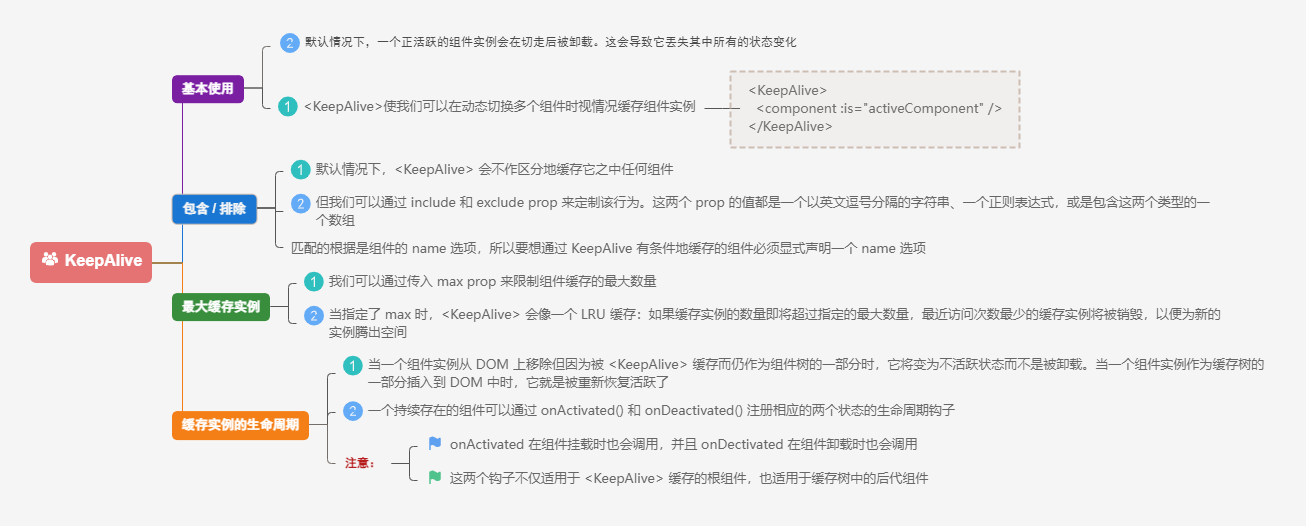 KeepAlive
基本使用
2 默认情况下，一个正活跃的组件实例会在切走后被卸载。这会导致它丢失其中所有的状态变化
1 <KeepAlive>使我们可以在动态切换多个组件时视情况缓存组件实例
<KeepAlive>
<component :is="activeComponent" />
</KeepAlive>
包含 / 排除
1 默认情况下，<KeepAlive> 会不作区分地缓存它之中任何组件
2 但我们可以通过 include 和 exclude prop 来定制该行为。这两个 prop 的值都是一个以英文逗号分隔的字符串、一个正则表达式，或是包含这两个类型的一
个数组
匹配的根据是组件的 name 选项，所以要想通过 KeepAlive 有条件地缓存的组件必须显式声明一个 name 选项
最大缓存实例
1 我们可以通过传入 max prop 来限制组件缓存的最大数量
2 当指定了 max 时，<KeepAlive> 会像一个 LRU 缓存：如果缓存实例的数量即将超过指定的最大数量，最近访问次数最少的缓存实例将被销毁，以便为新的
实例腾出空间
缓存实例的生命周期
1 当一个组件实例从 DOM 上移除但因为被 <KeepAlive> 缓存而仍作为组件树的一部分时，它将变为不活跃状态而不是被卸载。当一个组件实例作为缓存树的
一部分插入到 DOM 中时，它就是被重新恢复活跃了
2 一个持续存在的组件可以通过 onActivated() 和 onDeactivated() 注册相应的两个状态的生命周期钩子
注意：
onActivated 在组件挂载时也会调用，并且 onDectivated 在组件卸载时也会调用
这两个钩子不仅适用于 <KeepAlive> 缓存的根组件，也适用于缓存树中的后代组件